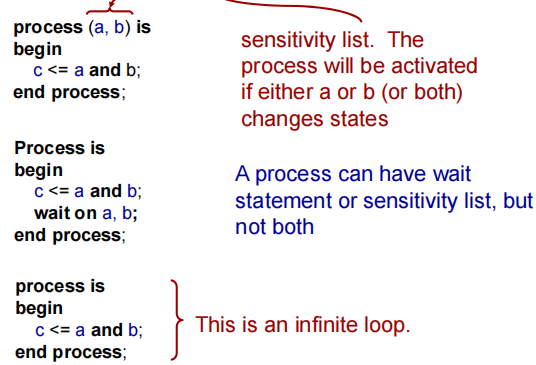 process (a, b) is
begin
c <= a and b;
end process;
sensitivity list. The
process will be activated
if either a or b (or both)
changes states
Process is
begin
c <= a and b;
wait on a, b;
end process;
A process can have wait
statement or sensitivity list, but
not both
process is
begin
c <= a and b;
end process;
This is an infinite loop.